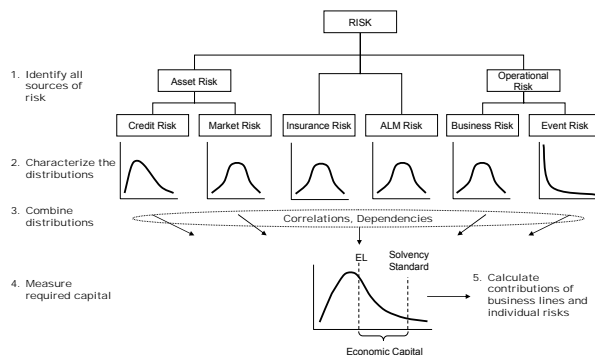 RISK
1. Identify all
sources of
risk
Asset Risk
Operational
Risk
Credit Risk
Market Risk
Insurance Risk
ALM Risk
Business Risk
Event Risk
2. Characterize the
distributions
3. Combine
distributions
Correlations, Dependencies
4. Measure
required capital
EL
Solvency
Standard
5. Calculate
contributions of
business lines and
individual risks
Economic Capital